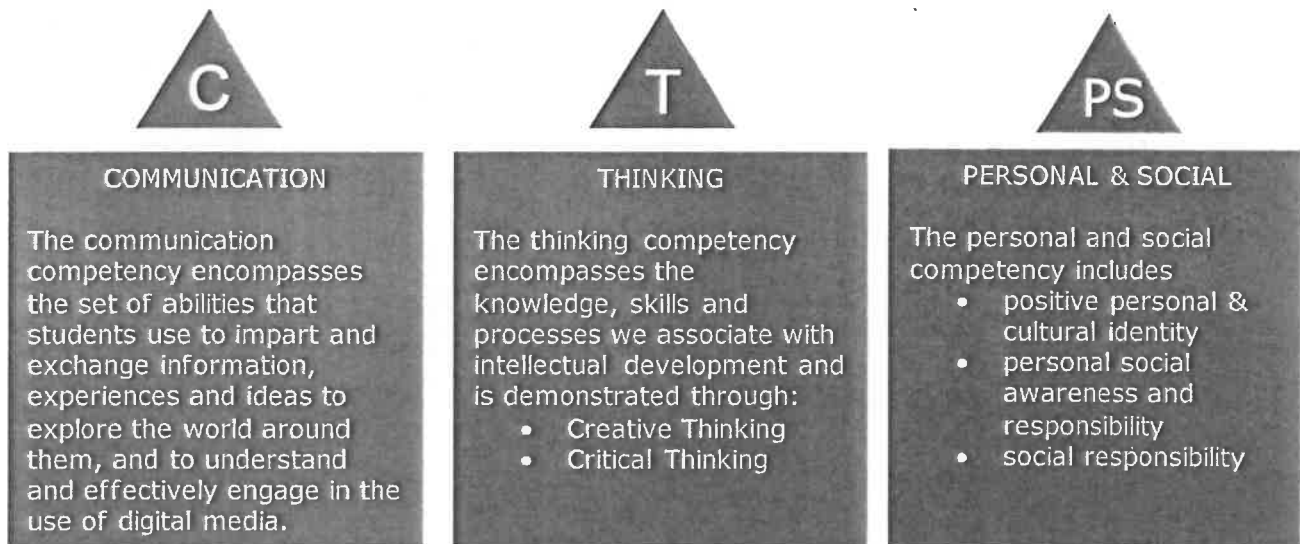 C
COMMUNICATION
The communication
competency encompasses
the set of abilities that
students use to impart and
exchange information,
experiences and ideas to
explore the world around
them, and to understand
and effectively engage in the
use of digital media.
T
THINKING
The thinking competency
encompasses the
knowledge, skills and
processes we associate with
intellectual development and
is demonstrated through:
• Creative Thinking
• Critical Thinking
PS
PERSONAL & SOCIAL
The personal and social
competency includes
• positive personal &
cultural identity
• personal social
awareness and
responsibility
• social responsibility